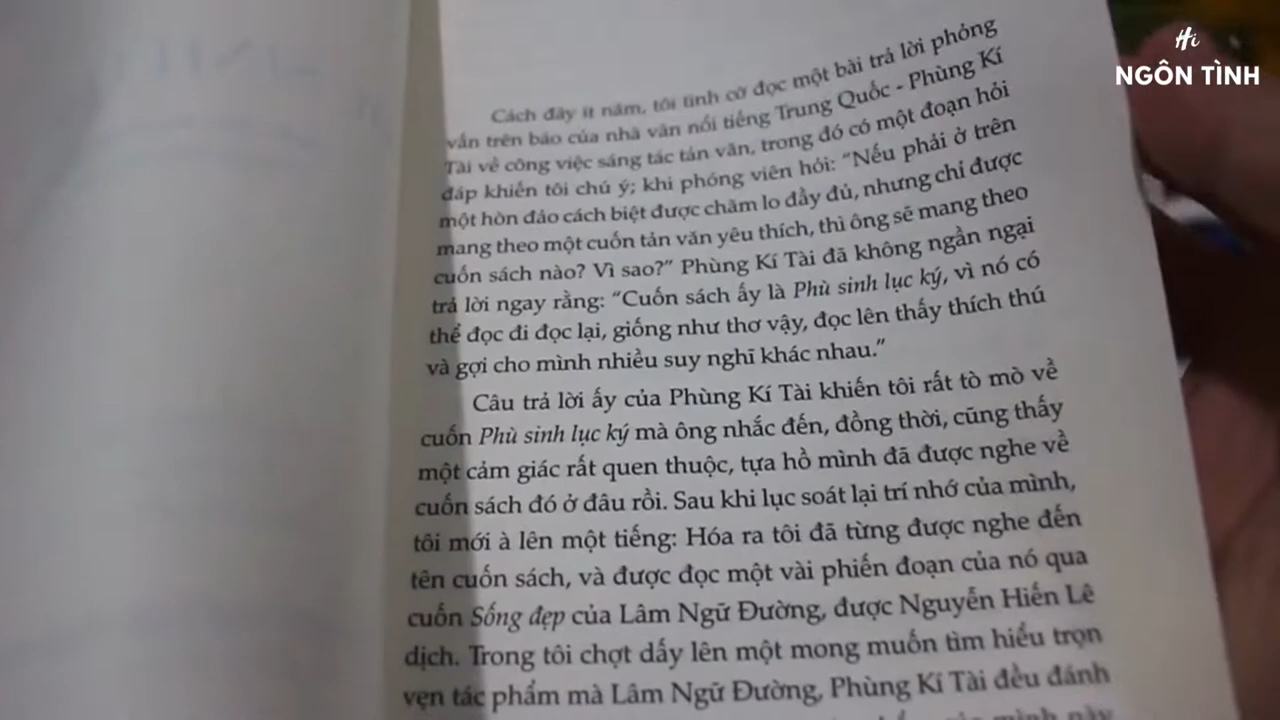 Hi
NGÔN TÌNH
Cách đây ít năm, tôi tình cờ đọc một bài trả lời phỏng
vấn trên báo của nhà văn nổi tiếng Trung Quốc - Phùng Kí
Tài về công việc sáng tác tản văn, trong đó có một đoạn hỏi
đáp khiến tôi chú ý; khi phóng viên hỏi: “Nếu phải ở trên
một hòn đảo cách biệt được chăm lo đầy đủ, nhưng chỉ được
mang theo một cuốn tản văn yêu thích, thì ông sẽ mang theo
cuốn sách nào? Vì sao?” Phùng Kí Tài đã không ngần ngại
trả lời ngay rằng: “Cuốn sách ấy là Phù sinh lục ký, vì nó có
thể đọc đi đọc lại, giống như thơ vậy, đọc lên thấy thích thú
và gợi cho mình nhiều suy nghĩ khác nhau.”
Câu trả lời ấy của Phùng Kí Tài khiến tôi rất tò mò về
cuốn Phù sinh lục ký mà ông nhắc đến, đồng thời, cũng thấy
một cảm giác rất quen thuộc, tựa hồ mình đã được nghe về
cuốn sách đó ở đâu rồi. Sau khi lục soát lại trí nhớ của mình,
tôi mới à lên một tiếng: Hóa ra tôi đã từng được nghe đến
tên cuốn sách, và được đọc một vài phiến đoạn của nó qua
cuốn Sống đẹp của Lâm Ngữ Đường, được Nguyễn Hiến Lê
dịch. Trong tôi chợt dấy lên một mong muốn tìm hiểu trọn
vẹn tác phẩm mà Lâm Ngữ Đường, Phùng Kí Tài đều đánh
mình này